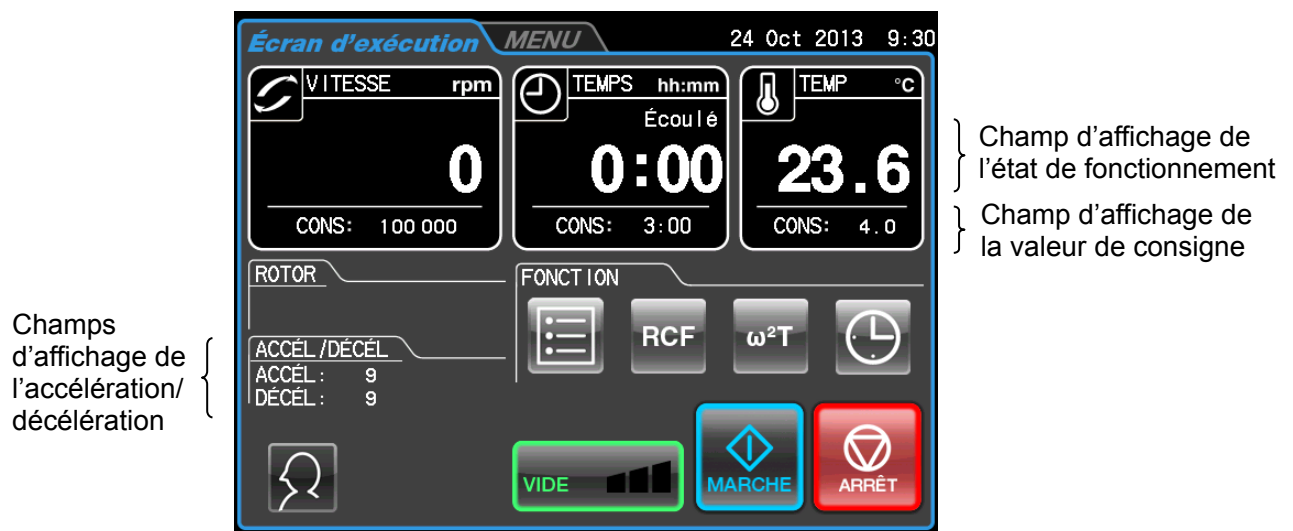 Écran d'exécution MENU 24 Oct 2013 9:30
VITESSE rpm
0
CONS: 100 000
TEMPS hh:mm
Écoulé
0:00
CONS: 3:00
TEMP °C
23.6
CONS: 4.0
Champ d'affichage de
l'état de fonctionnement
Champ d'affichage de
la valeur de consigne
ROTOR
FONCTION
RCF
ω²T
Champs
d'affichage de
l'accélération/
décélération
ACCÉL/DÉCÉL
ACCÉL: 9
DÉCÉL: 9
VIDE
MARCHE
ARRÊT